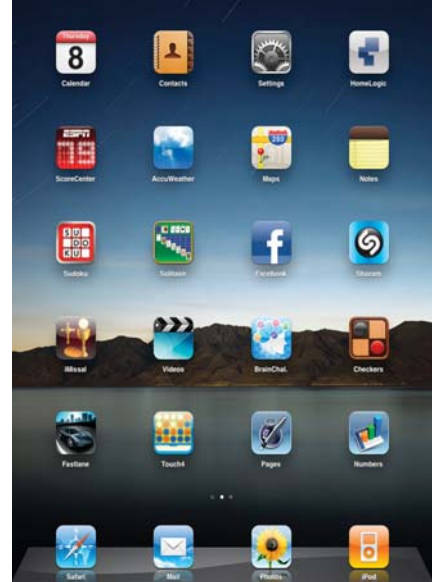 Thursday
8
Calendar
Contacts
Settings
HomeLogic
ESPN
ScoreCenter
AccuWeather
280
Maps
Notes
SU
DO
KU
Sudoku
Solitaire
f
Facebook
Shazam
iMissal
Videos
BrainChal.
Checkers
Fastlane
Touch4
Pages
Numbers
Safari
Mail
Photos
iPod